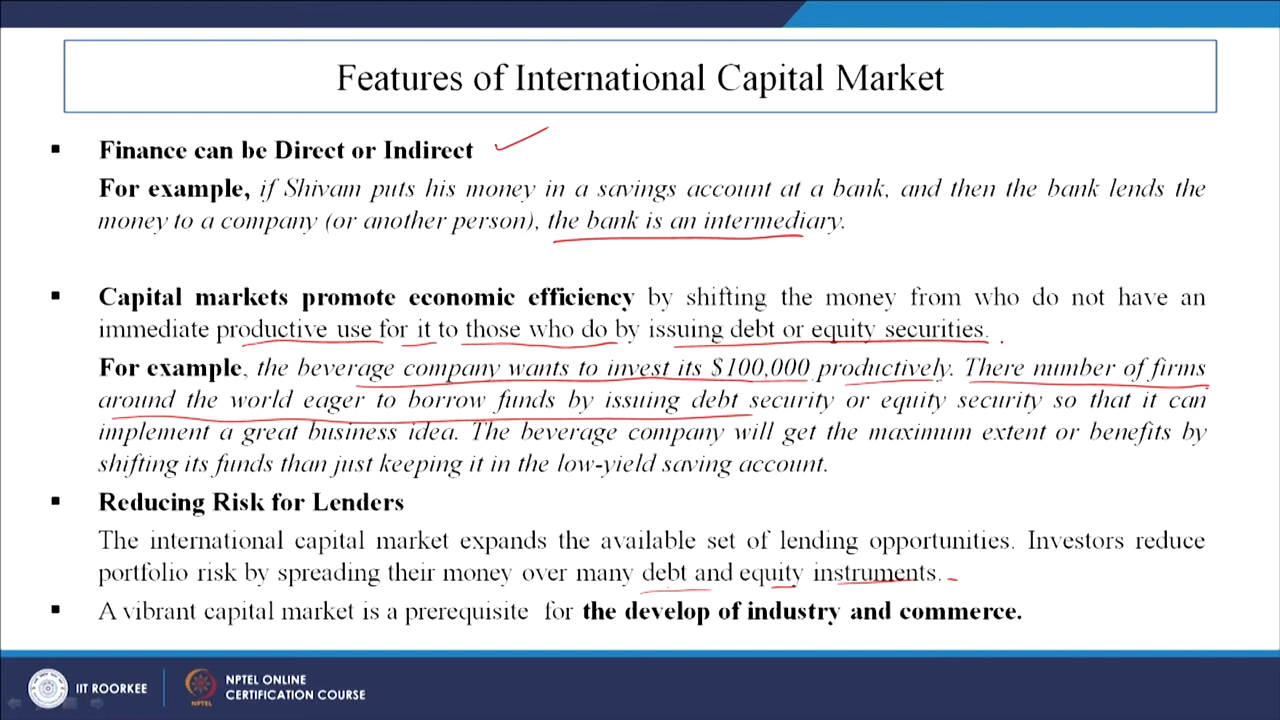 Features of International Capital Market
▪ Finance can be Direct or Indirect
For example, if Shivam puts his money in a savings account at a bank, and then the bank lends the
money to a company (or another person), the bank is an intermediary.
▪ Capital markets promote economic efficiency by shifting the money from who do not have an
immediate productive use for it to those who do by issuing debt or equity securities.
For example, the beverage company wants to invest its $100,000 productively. There number of firms
around the world eager to borrow funds by issuing debt security or equity security so that it can
implement a great business idea. The beverage company will get the maximum extent or benefits by
shifting its funds than just keeping it in the low-yield saving account.
▪ Reducing Risk for Lenders
The international capital market expands the available set of lending opportunities. Investors reduce
portfolio risk by spreading their money over many debt and equity instruments.
▪ A vibrant capital market is a prerequisite for the develop of industry and commerce.
IIT ROORKEE
NPTEL ONLINE
CERTIFICATION COURSE
NPTEL